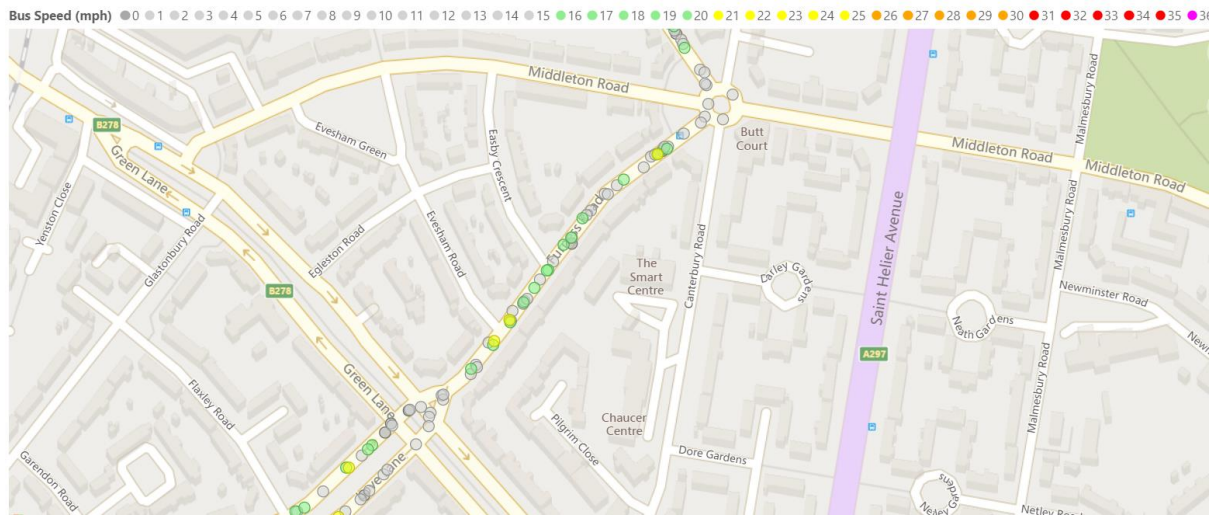 Bus Speed (mph) 0 1 2 3 4 5 6 7 8 9 10 11 12 13 14 15 16 17 18 19 20 21 22 23 24 25 26 27 28 29 30 31 32 33 34 35 36
Middleton Road
Malmesbury Road
B278
Evesham Green
Butt
Court
Green Lane
Easby Crescent
Middleton Road
Middleton Road
Yenston Close
Glastonbury Road
Egleston Road
Evesham Road
Saint Helier Avenue
Malmesbury Road
Canterbury Road
The
Smart
Centre
Lafley Gardens
Newminster Road
B278
Neath Gardens
A297
Green Lane
Flaxley Road
Malmesbury Road
Chaucer
Centre
Pilgrim Close
Garendon Road
Dore Gardens
Lane
Gardens